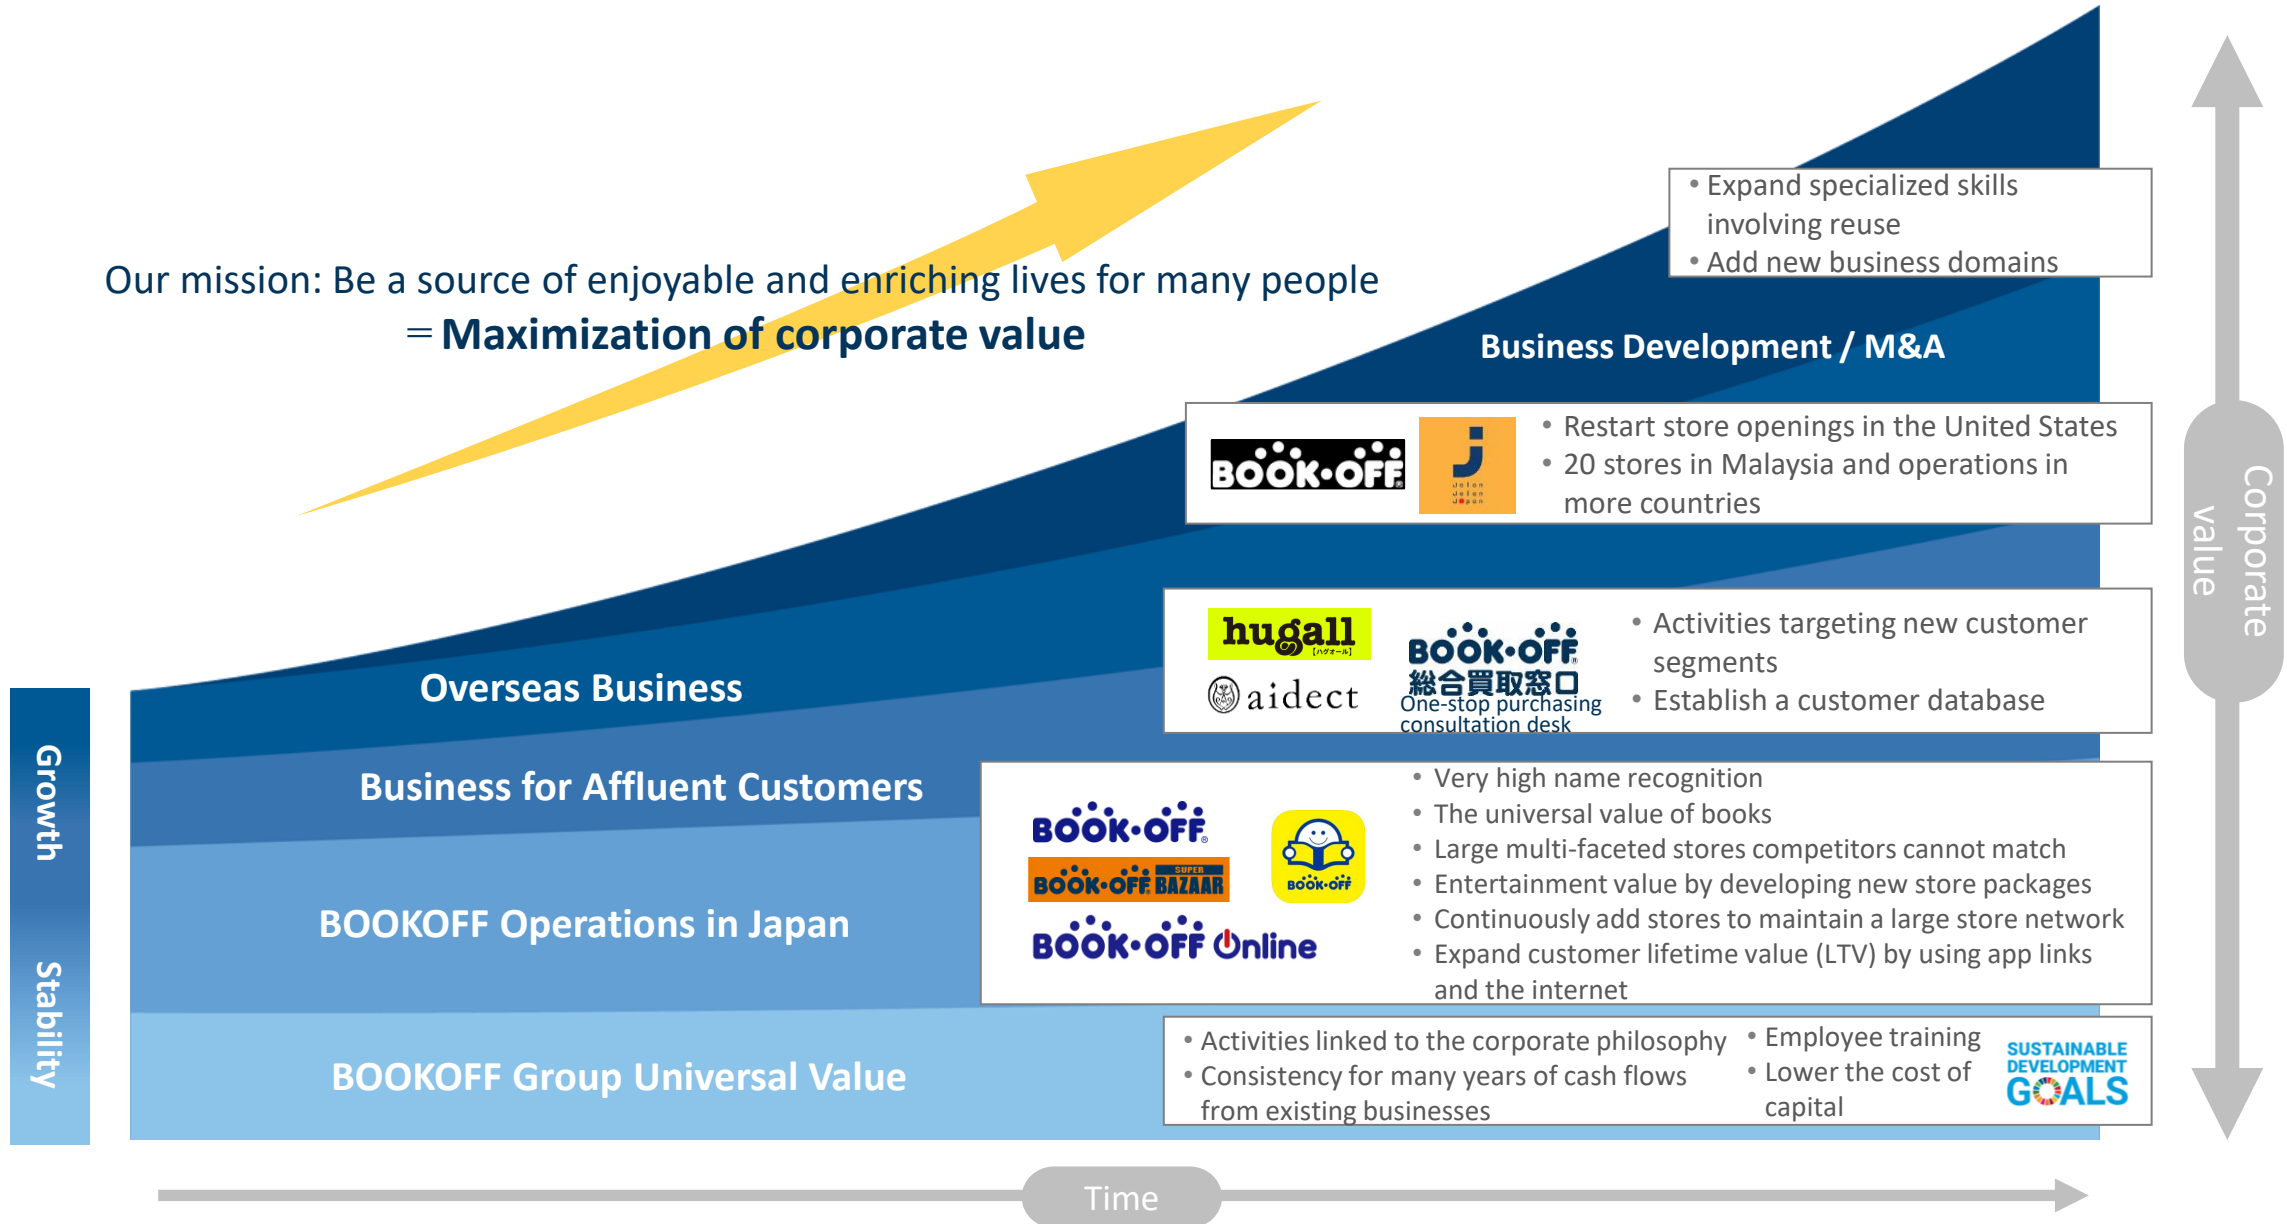 Our mission: Be a source of enjoyable and enriching lives for many people
＝Maximization of corporate value
• Expand specialized skills
involving reuse
• Add new business domains
Business Development / M&A
BOOK•OFF
j
Jalan
Jalan
Japan
• Restart store openings in the United States
• 20 stores in Malaysia and operations in
more countries
Overseas Business
hugall
【ハグオール】
aidect
BOOK•OFF®
総合買取窓口
One-stop purchasing
consultation desk
• Activities targeting new customer
segments
• Establish a customer database
Business for Affluent Customers
BOOK•OFF®
SUPER
BOOK•OFF BAZAAR
BOOK•OFF Online
BOOK•OFF
• Very high name recognition
• The universal value of books
• Large multi-faceted stores competitors cannot match
• Entertainment value by developing new store packages
• Continuously add stores to maintain a large store network
• Expand customer lifetime value (LTV) by using app links
and the internet
BOOKOFF Operations in Japan
BOOKOFF Group Universal Value
• Activities linked to the corporate philosophy
• Consistency for many years of cash flows
from existing businesses
• Employee training
• Lower the cost of
capital
SUSTAINABLE
DEVELOPMENT
GOALS
Growth
Stability
Corporate
value
Time